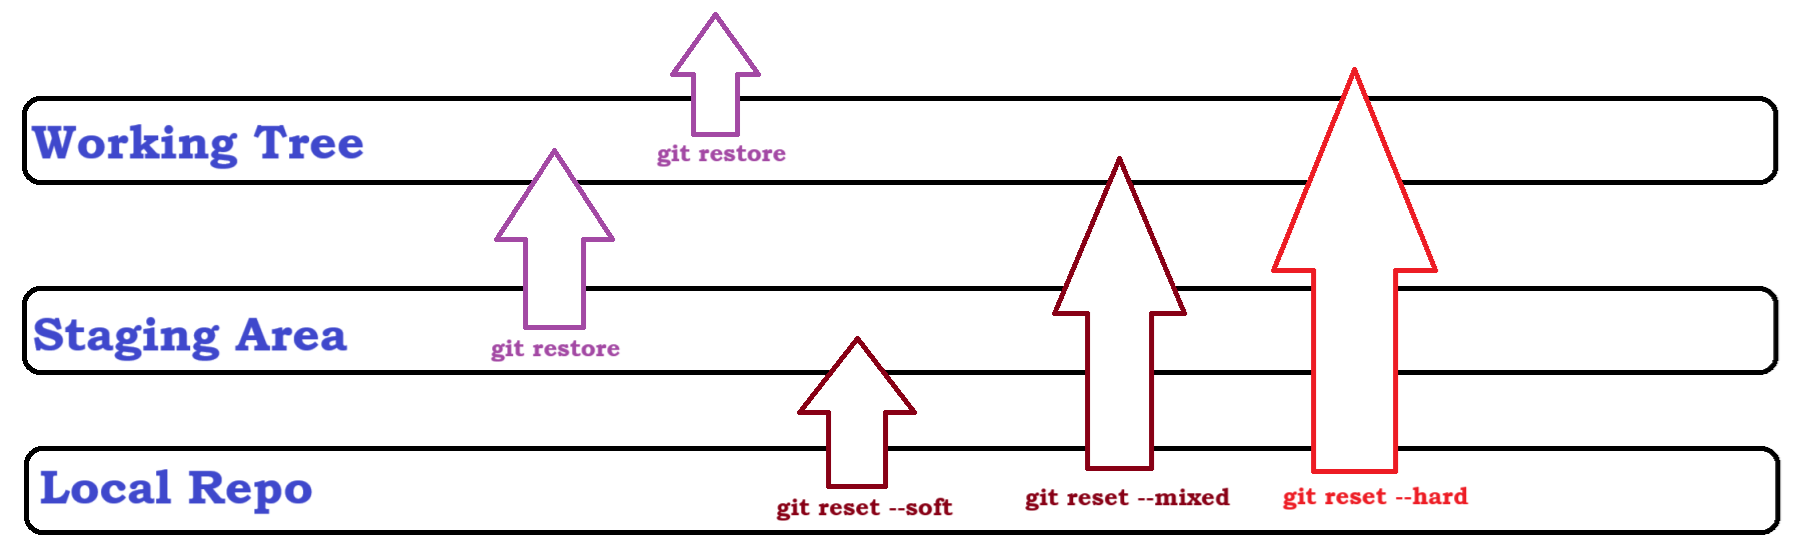 Working Tree
git restore
Staging Area
git restore
Local Repo
git reset --soft
git reset --mixed
git reset --hard